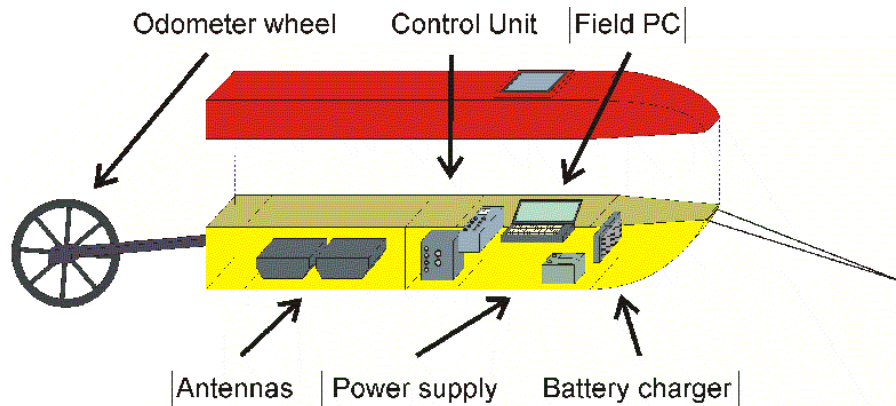 Odometer wheel
Control Unit
Field PC
Antennas
Power supply
Battery charger